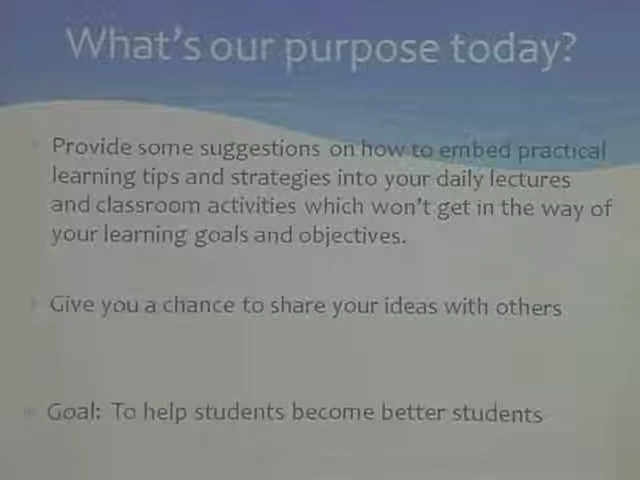 What's our purpose today?
Provide some suggestions on how to embed practical
learning tips and strategies into your daily lectures
and classroom activities which won't get in the way of
your learning goals and objectives.
Give you a chance to share your ideas with others
Goal: To help students become better students